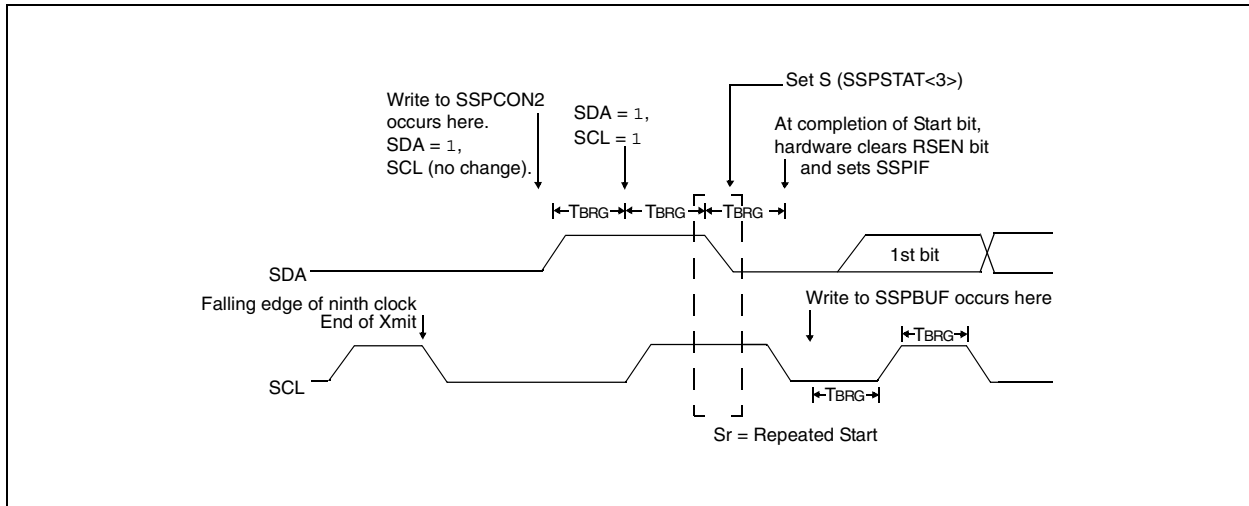 Set S (SSPSTAT<3>)
Write to SSPCON2
occurs here.
SDA = 1,
SCL (no change).
SDA = 1,
SCL = 1
At completion of Start bit,
hardware clears RSEN bit
and sets SSPIF
TBRG
TBRG
TBRG
SDA
1st bit
Falling edge of ninth clock
End of Xmit
Write to SSPBUF occurs here
TBRG
SCL
TBRG
Sr = Repeated Start